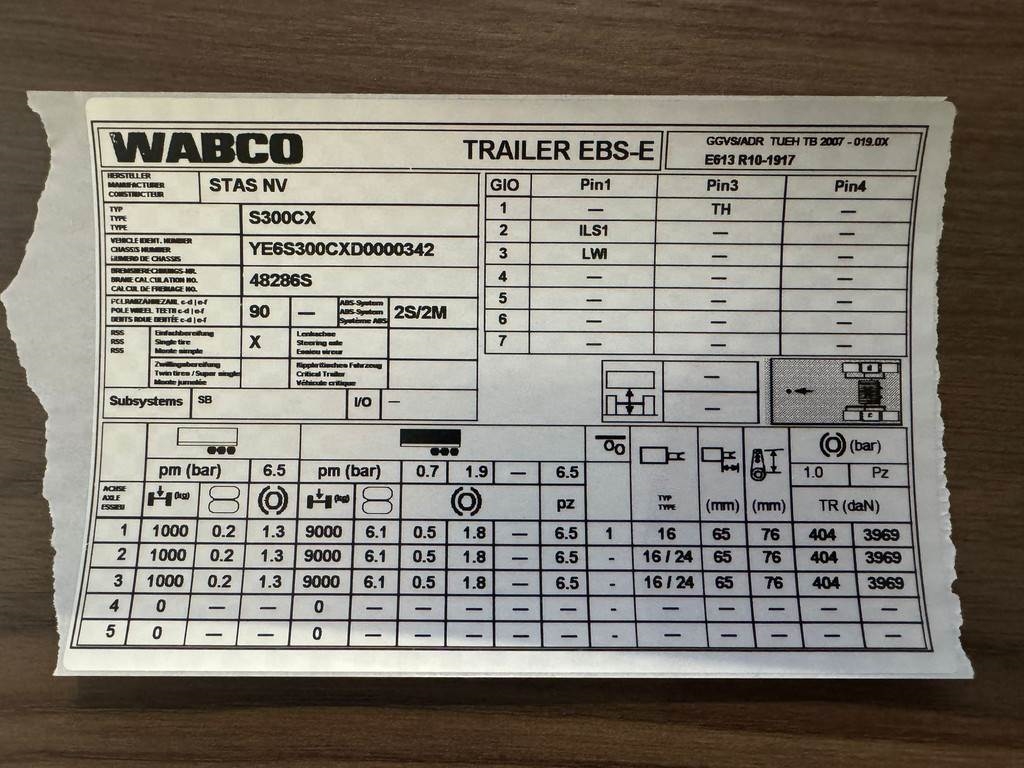 WABCO TRAILER EBS-E GGVS/ADR TUEH TB 2007 - 019.0X
E613 R10-1917
HERSTELLER
MANUFACTURER
CONSTRUCTEUR
STAS NV
TYP
TYPE
TYPE
S300CX
VEHICLE IDENT. NUMBER
CHASSIS NUMBER
NUMERO DE CHASSIS
YE6S300CXD0000342
BREMSBERECHNUNGS-NR.
BRAKE CALCULATION NO.
CALCUL DE FREINAGE NO.
48286S
POLRADZÄHNEZAHL c-d | e-f
POLE WHEEL TEETH c-d | e-f
DENTS ROUE DENTÉE c-d | e-f
90 —
ABS-System
ABS-System
Système ABS
2S/2M
RSS
RSS
RSS
Einfachbereifung
Single tire
Monte simple
X
Lenkachse
Steering axle
Essieu vireur
Zwillingsbereifung
Twin tires / Super single
Monte jumelée
Kippkritisches Fahrzeug
Critical Trailer
Véhicule critique
Subsystems SB I/O —
GIO Pin1 Pin3 Pin4
1 — TH —
2 ILS1 — —
3 LWI — —
4 — — —
5 — — —
6 — — —
7 — — —
—
—
d
c
pm (bar) 6.5 pm (bar) 0.7 1.9 — 6.5
(bar)
1.0 Pz
ACHSE
AXLE
ESSIEU
(kg) (kg) pz
TYP
TYPE
(mm) (mm) TR (daN)
1 1000 0.2 1.3 9000 6.1 0.5 1.8 — 6.5 1 16 65 76 404 3969
2 1000 0.2 1.3 9000 6.1 0.5 1.8 — 6.5 - 16 / 24 65 76 404 3969
3 1000 0.2 1.3 9000 6.1 0.5 1.8 — 6.5 - 16 / 24 65 76 404 3969
4 0 — — 0 — — — — — - — — — — —
5 0 — — 0 — — — — — - — — — — —